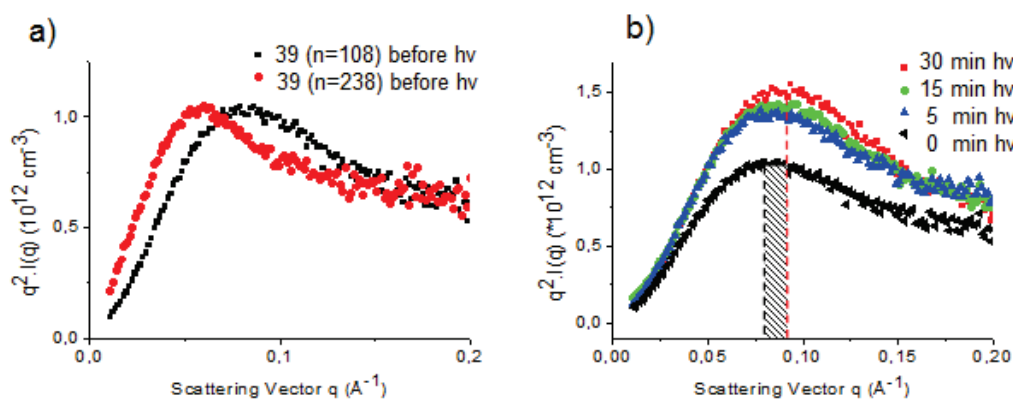 a)
39 (n=108) before hv
39 (n=238) before hv
1,0
0,5
0,0
0,0
0,1
0,2
q².I(q) (10¹² cm⁻³)
Scattering Vector q (Å⁻¹)
b)
30 min hv
15 min hv
5 min hv
0 min hv
1,5
1,0
0,5
0,0
0,00
0,05
0,10
0,15
0,20
q².I(q) (*10¹² cm⁻³)
Scattering Vector q (Å⁻¹)